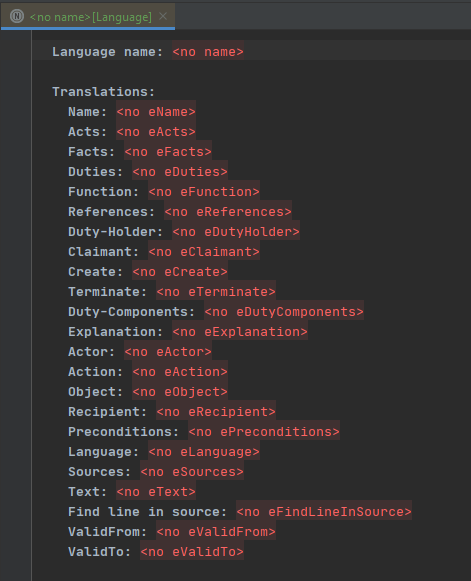 N <no name>[Language] ×
Language name: <no name>
Translations:
Name: <no eName>
Acts: <no eActs>
Facts: <no eFacts>
Duties: <no eDuties>
Function: <no eFunction>
References: <no eReferences>
Duty-Holder: <no eDutyHolder>
Claimant: <no eClaimant>
Create: <no eCreate>
Terminate: <no eTerminate>
Duty-Components: <no eDutyComponents>
Explanation: <no eExplanation>
Actor: <no eActor>
Action: <no eAction>
Object: <no eObject>
Recipient: <no eRecipient>
Preconditions: <no ePreconditions>
Language: <no eLanguage>
Sources: <no eSources>
Text: <no eText>
Find line in source: <no eFindLineInSource>
ValidFrom: <no eValidFrom>
ValidTo: <no eValidTo>